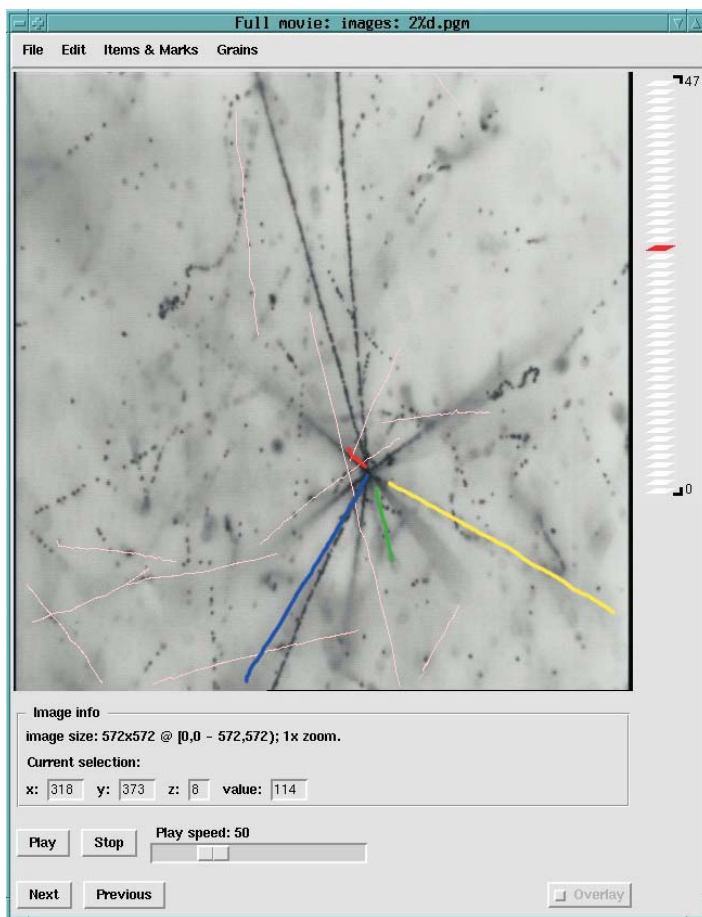 Full movie: images: 2%d.pgm
File Edit Items & Marks Grains
47
0
Image info
image size: 572x572 @ [0,0 - 572,572); 1x zoom.
Current selection:
x: 318 y: 373 z: 8 value: 114
Play Stop Play speed: 50
Next Previous Overlay